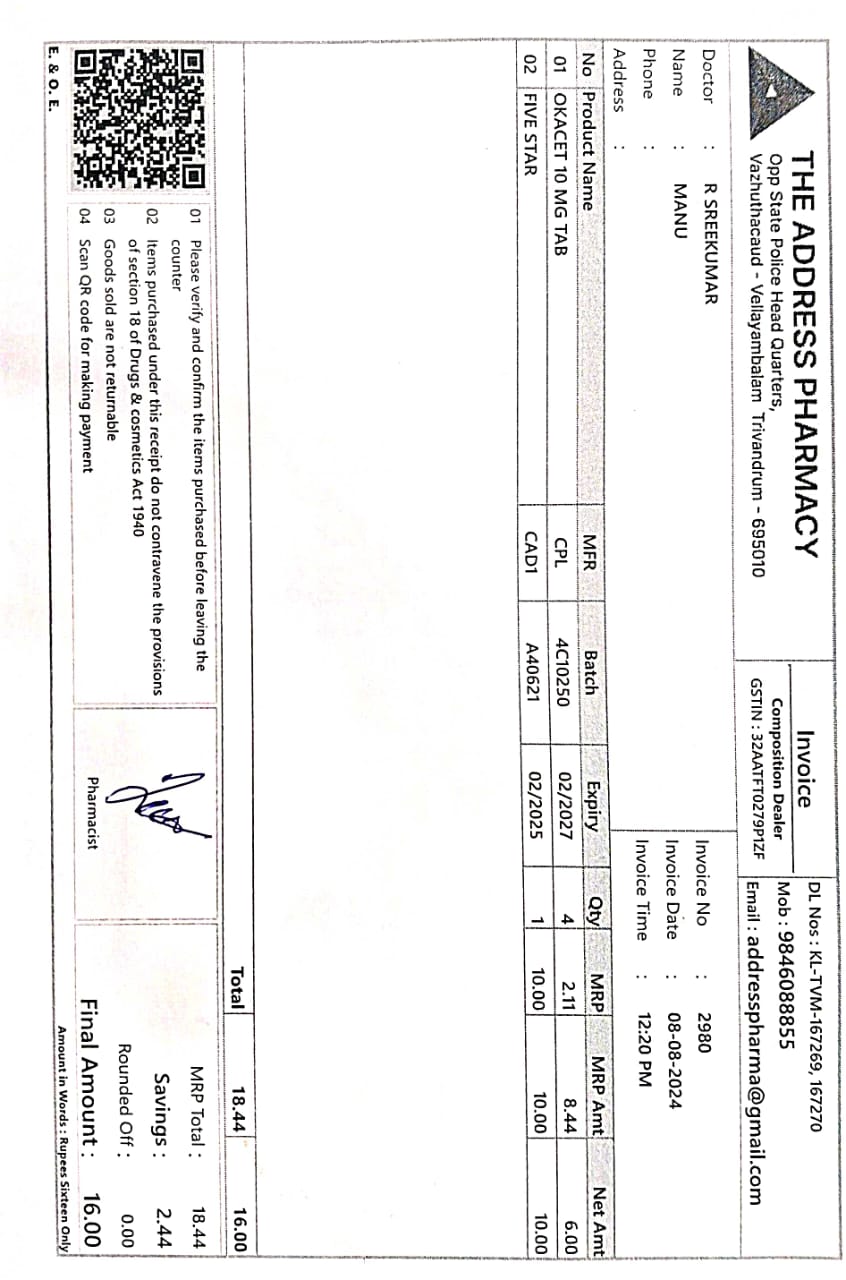 THE ADDRESS PHARMACY
Opp State Police Head Quarters,
Vazhuthacaud - Vellayambalam Trivandrum - 695010
Invoice
Composition Dealer
GSTIN : 32AATFT0279P1ZF
DL Nos : KL-TVM-167269, 167270
Mob : 9846088855
Email : addresspharma@gmail.com
Doctor : R SREEKUMAR
Name : MANU
Phone :
Address :
Invoice No : 2980
Invoice Date : 08-08-2024
Invoice Time : 12:20 PM
No Product Name MFR Batch Expiry Qty MRP MRP Amt Net Amt
01 OKACET 10 MG TAB CPL 4C10250 02/2027 4 2.11 8.44 6.00
02 FIVE STAR CAD1 A40621 02/2025 1 10.00 10.00 10.00
Total 18.44 16.00
01 Please verify and confirm the items purchased before leaving the
counter
02 Items purchased under this receipt do not contravene the provisions
of section 18 of Drugs & cosmetics Act 1940
03 Goods sold are not returnable
04 Scan QR code for making payment
Pharmacist
MRP Total : 18.44
Savings : 2.44
Rounded Off : 0.00
Final Amount : 16.00
Amount in Words : Rupees Sixteen Only
E. & O. E.